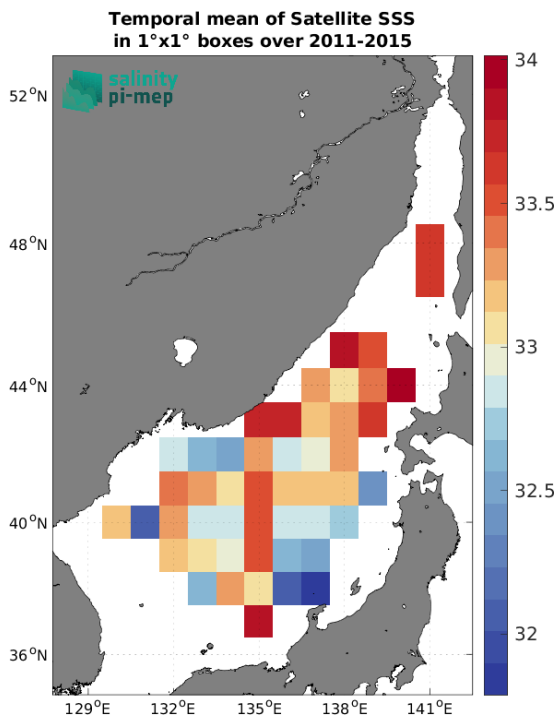 Temporal mean of Satellite SSS
in 1°x1° boxes over 2011-2015
salinity
pi-mep
52°N
48°N
44°N
40°N
36°N
129°E
132°E
135°E
138°E
141°E
34
33.5
33
32.5
32